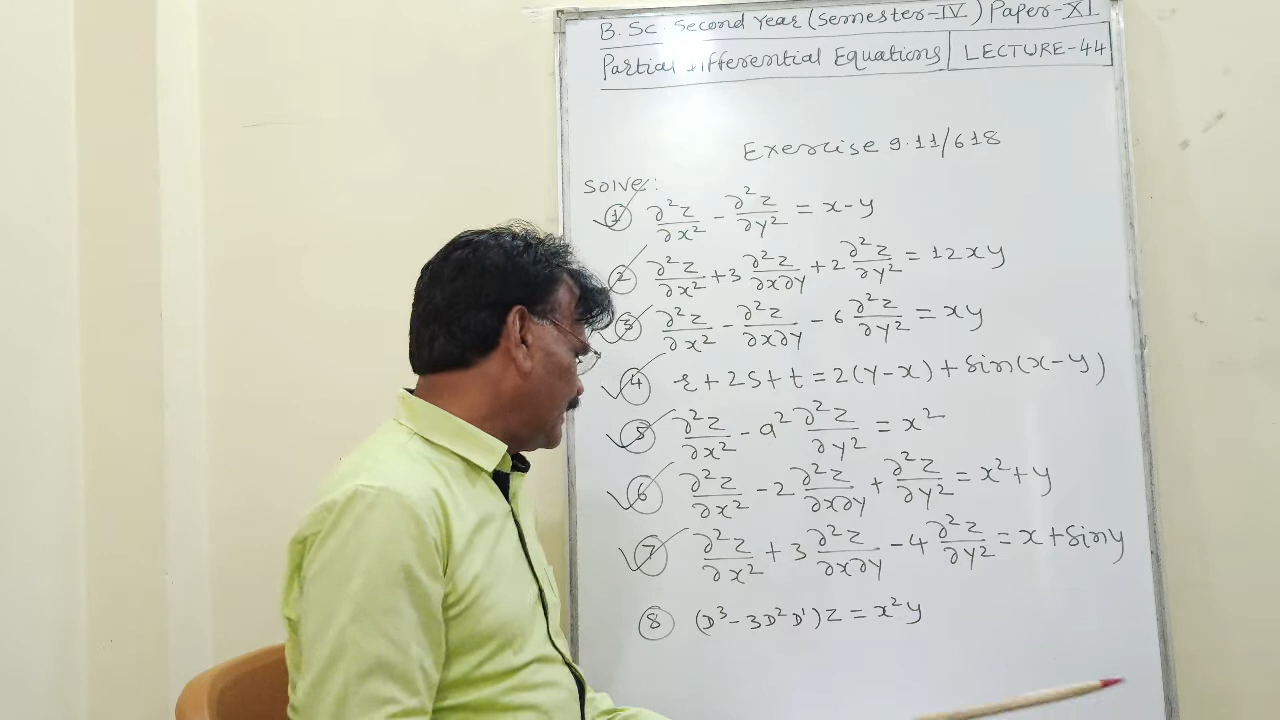 B.Sc. Second Year (Semester-IV) Paper-XI
Partial Differential Equations | LECTURE-44
Exercise 9.11/618
Solve:
① ∂²z/∂x² - ∂²z/∂y² = x-y
② ∂²z/∂x² + 3 ∂²z/∂x∂y + 2 ∂²z/∂y² = 12xy
③ ∂²z/∂x² - ∂²z/∂x∂y - 6 ∂²z/∂y² = xy
④ r + 2s + t = 2(y-x) + sin(x-y)
⑤ ∂²z/∂x² - a² ∂²z/∂y² = x²
⑥ ∂²z/∂x² - 2 ∂²z/∂x∂y + ∂²z/∂y² = x² + y
⑦ ∂²z/∂x² + 3 ∂²z/∂x∂y - 4 ∂²z/∂y² = x + siny
⑧ (D³ - 3D²D')z = x²y